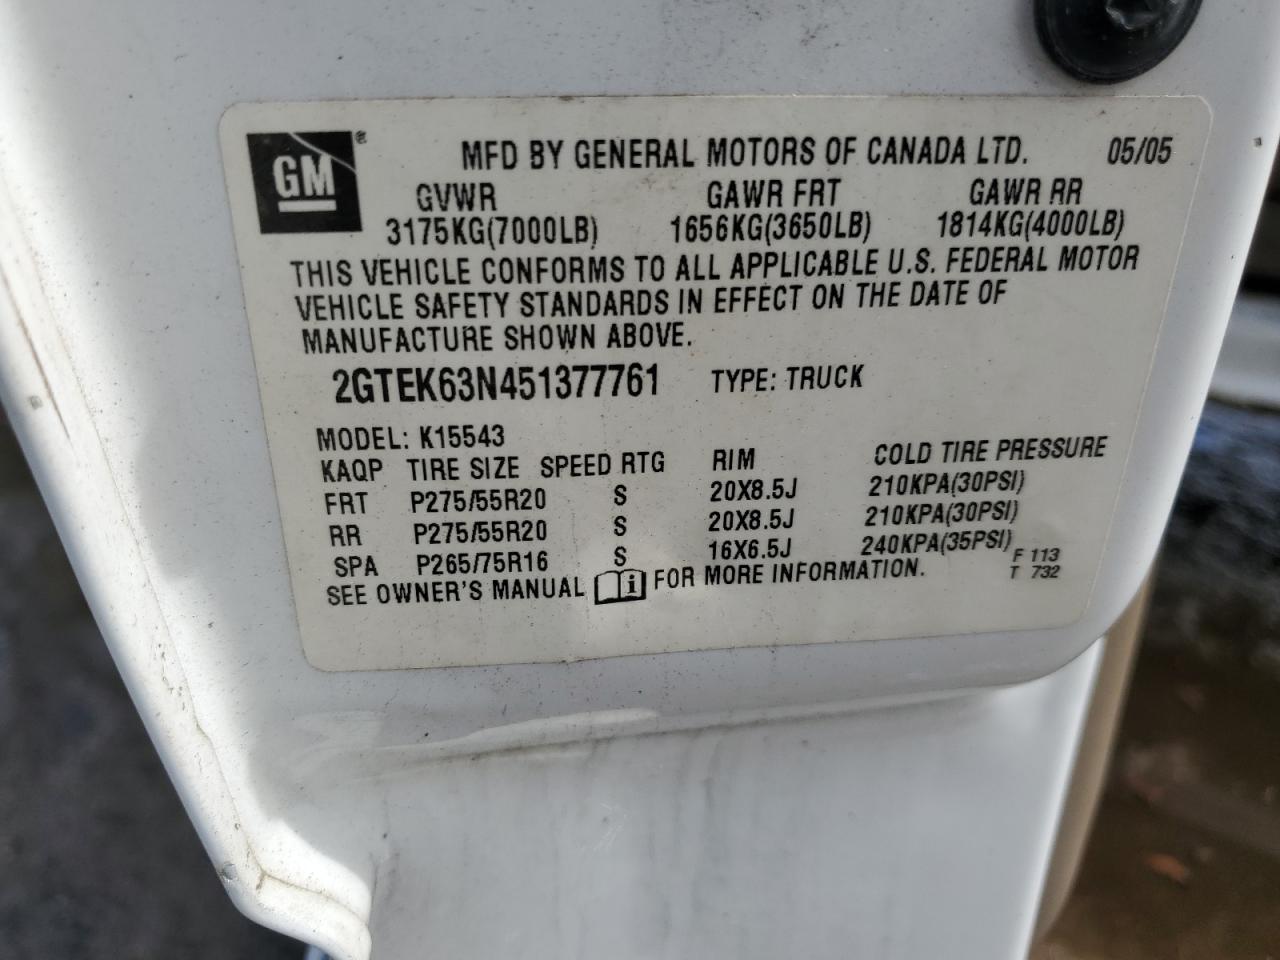 GM ®
MFD BY GENERAL MOTORS OF CANADA LTD. 05/05
GVWR GAWR FRT GAWR RR
3175KG(7000LB) 1656KG(3650LB) 1814KG(4000LB)
THIS VEHICLE CONFORMS TO ALL APPLICABLE U.S. FEDERAL MOTOR
VEHICLE SAFETY STANDARDS IN EFFECT ON THE DATE OF
MANUFACTURE SHOWN ABOVE.
2GTEK63N451377761 TYPE: TRUCK
MODEL: K15543
KAQP TIRE SIZE SPEED RTG RIM COLD TIRE PRESSURE
FRT P275/55R20 S 20X8.5J 210KPA(30PSI)
RR P275/55R20 S 20X8.5J 210KPA(30PSI)
SPA P265/75R16 S 16X6.5J 240KPA(35PSI) F 113
SEE OWNER'S MANUAL i FOR MORE INFORMATION. T 732